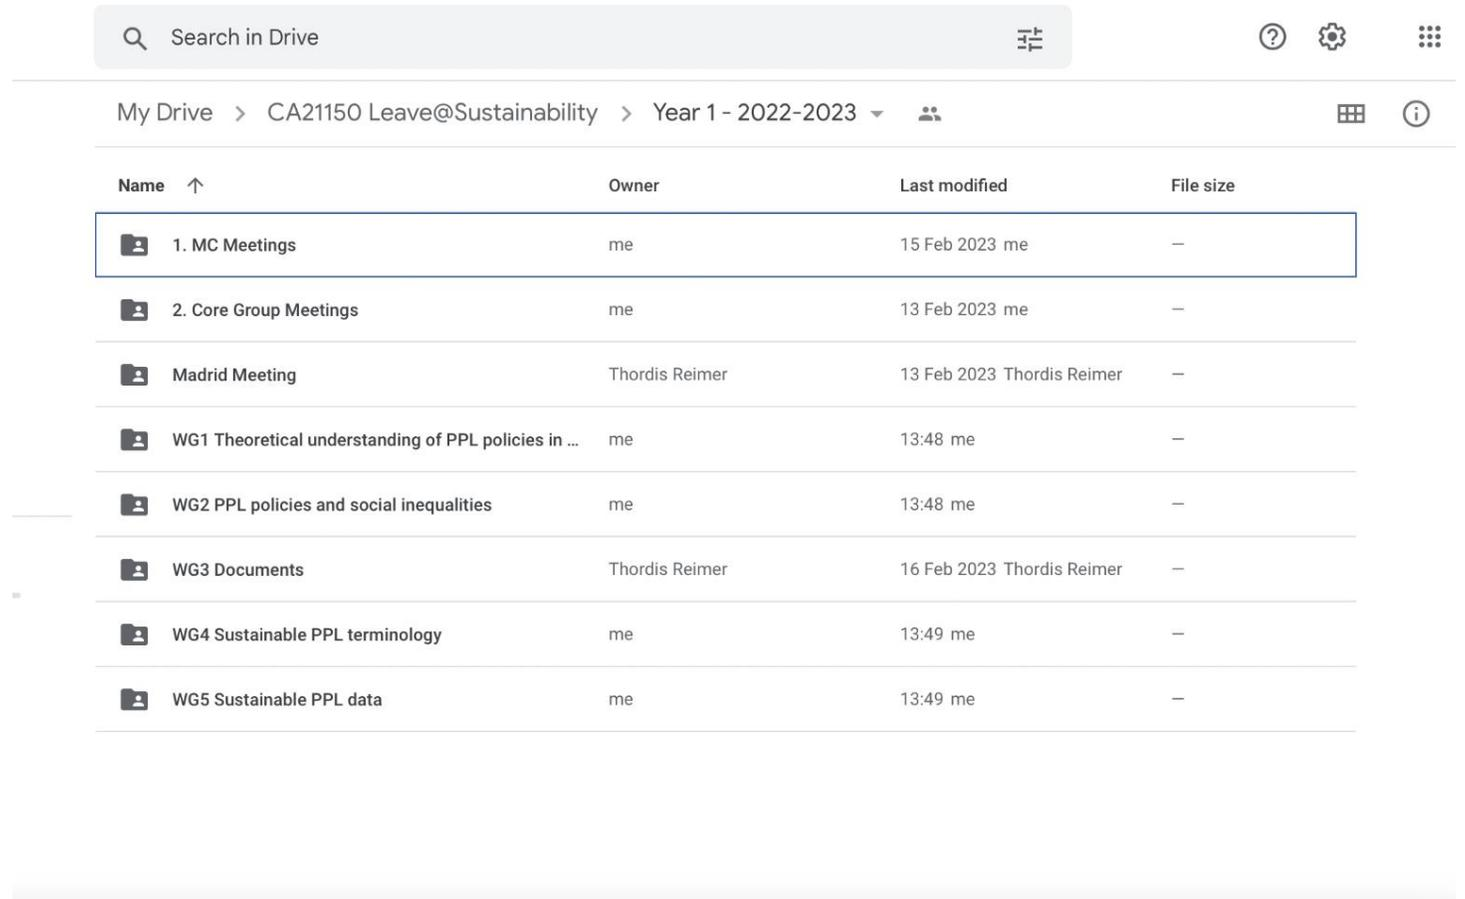 Search in Drive
My Drive > CA21150 Leave@Sustainability > Year 1 - 2022-2023
Name Owner Last modified File size
1. MC Meetings me 15 Feb 2023 me —
2. Core Group Meetings me 13 Feb 2023 me —
Madrid Meeting Thordis Reimer 13 Feb 2023 Thordis Reimer —
WG1 Theoretical understanding of PPL policies in ... me 13:48 me —
WG2 PPL policies and social inequalities me 13:48 me —
WG3 Documents Thordis Reimer 16 Feb 2023 Thordis Reimer —
WG4 Sustainable PPL terminology me 13:49 me —
WG5 Sustainable PPL data me 13:49 me —